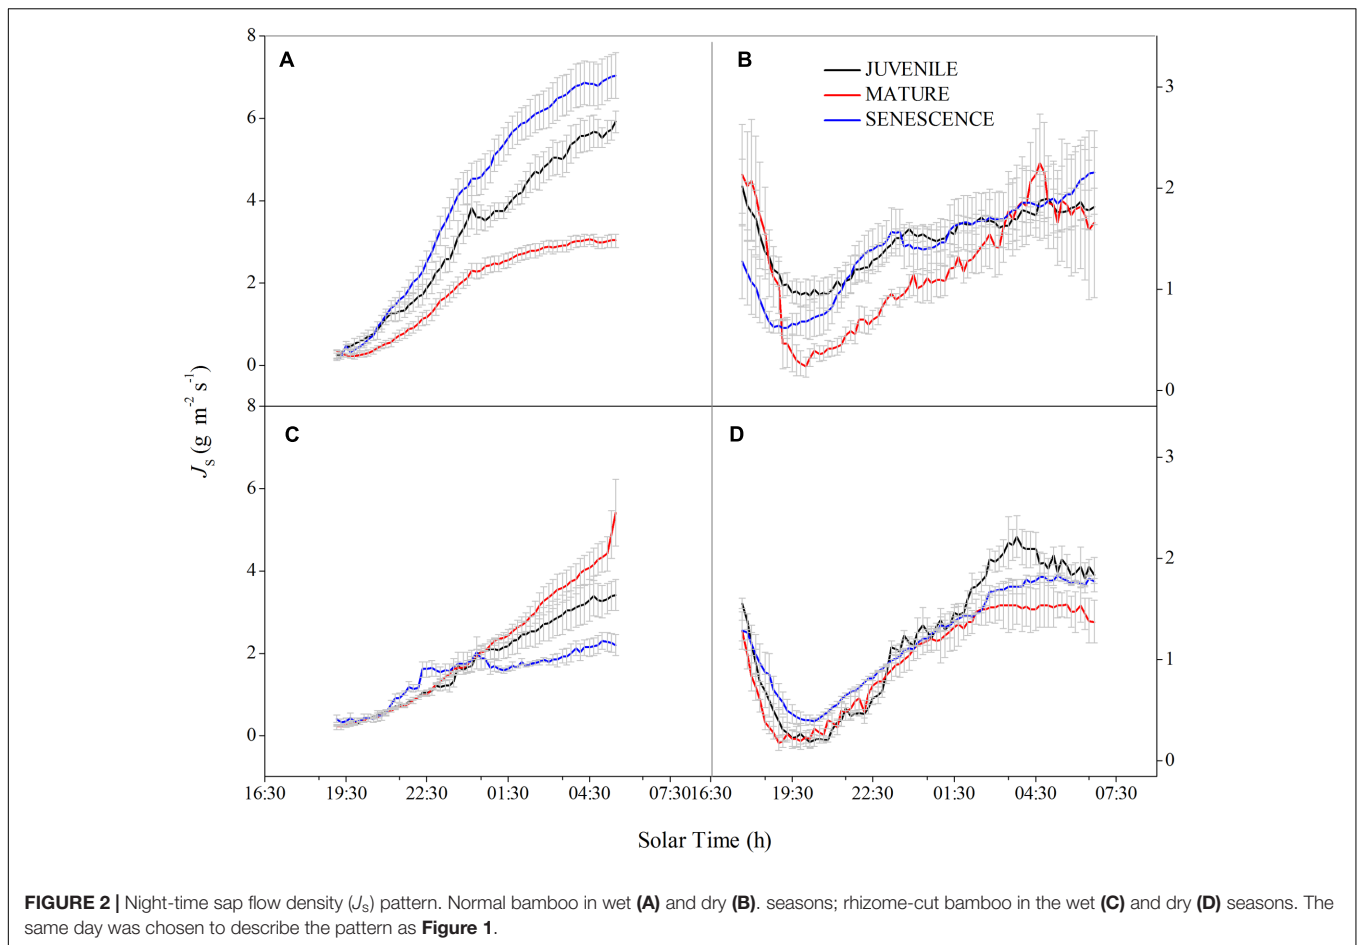 8
6
4
2
0
A
B
JUVENILE
MATURE
SENESCENCE
3
2
1
0
Js (g m-2 s-1)
8
6
4
2
0
C
D
3
2
1
0
16:30 19:30 22:30 01:30 04:30 07:30 16:30 19:30 22:30 01:30 04:30 07:30
Solar Time (h)
FIGURE 2 | Night-time sap flow density (Js) pattern. Normal bamboo in wet (A) and dry (B). seasons; rhizome-cut bamboo in the wet (C) and dry (D) seasons. The
same day was chosen to describe the pattern as Figure 1.